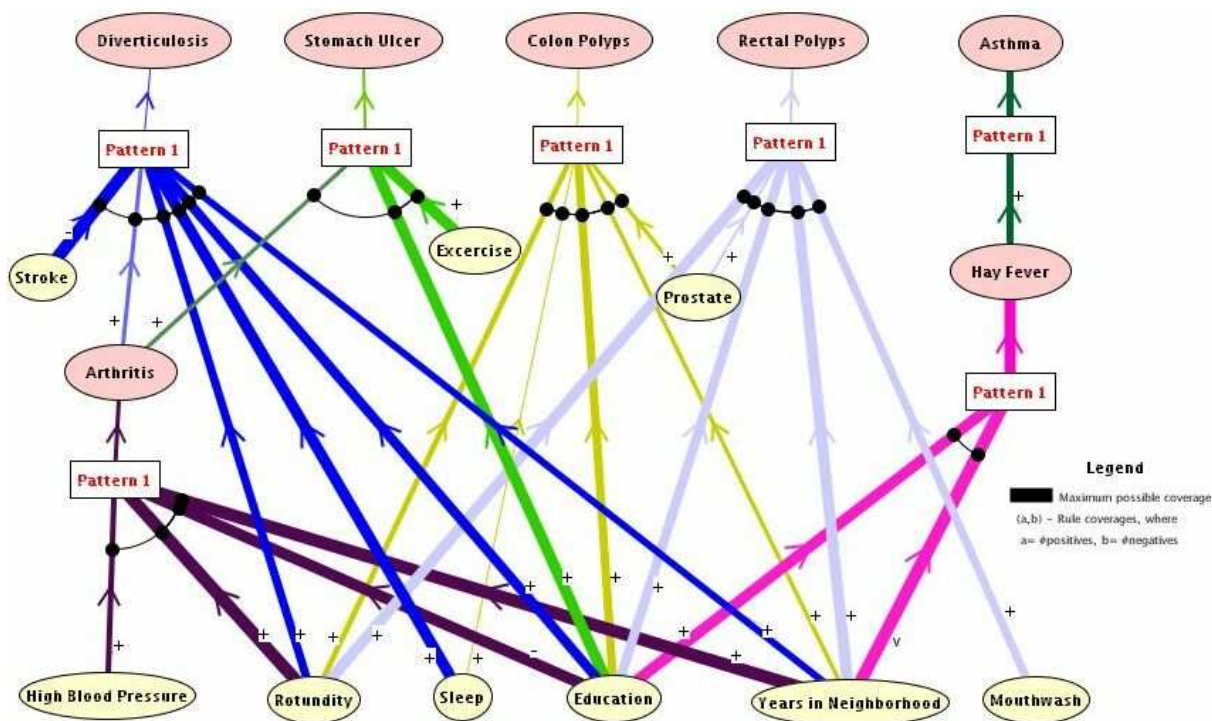 Diverticulosis
Stomach Ulcer
Colon Polyps
Rectal Polyps
Asthma
Pattern 1
Pattern 1
Pattern 1
Pattern 1
Pattern 1
+
+
-
Excercise
Stroke
+
+
Prostate
Hay Fever
+
+
Arthritis
Pattern 1
Pattern 1
Legend
Maximum possible coverage
(a,b) - Rule coverages, where
a= #positives, b= #negatives
+
+
+
+
+
+
+
+
+
+
+
+
+
v
+
+
+
-
+
High Blood Pressure
Rotundity
Sleep
Education
Years in Neighborhood
Mouthwash